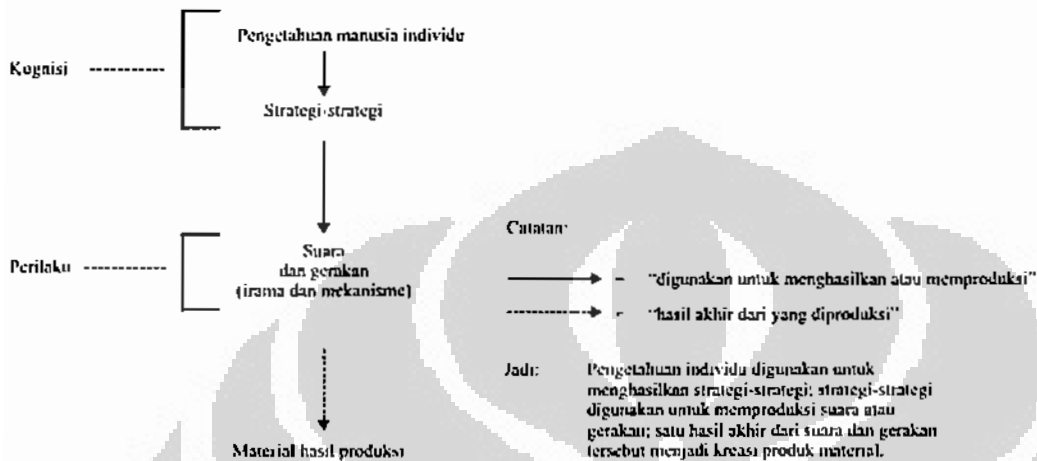 Pengetahuan manusia individu
Kognisi
Strategi-strategi
Suara
dan gerakan
(irama dan mekanisme)
Perilaku
Material hasil produksi
Catatan:
= "digunakan untuk menghasilkan atau memproduksi"
= "hasil akhir dari yang diproduksi"
Jadi: Pengetahuan individu digunakan untuk
menghasilkan strategi-strategi; strategi-strategi
digunakan untuk memproduksi suara atau
gerakan; satu hasil akhir dari suara dan gerakan
tersebut menjadi kreasi produk material.